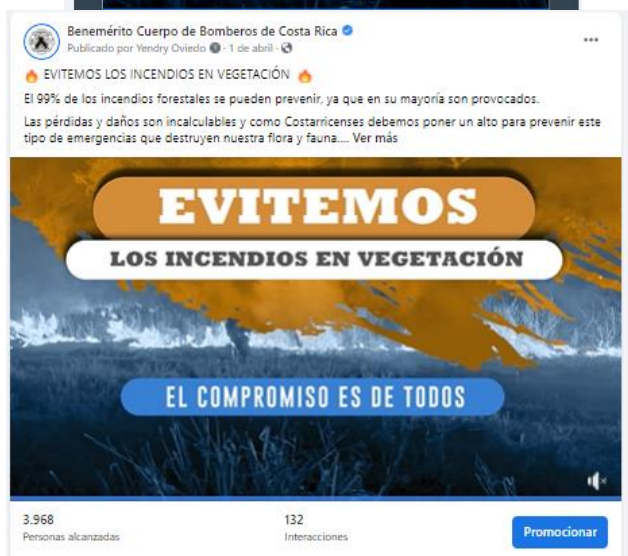 Benemérito Cuerpo de Bomberos de Costa Rica
Publicado por Yendry Oviedo · 1 de abril ·
🔥 EVITEMOS LOS INCENDIOS EN VEGETACIÓN 🔥
El 99% de los incendios forestales se pueden prevenir, ya que en su mayoría son provocados.
Las pérdidas y daños son incalculables y como Costarricenses debemos poner un alto para prevenir este
tipo de emergencias que destruyen nuestra flora y fauna.... Ver más
EVITEMOS
LOS INCENDIOS EN VEGETACIÓN
EL COMPROMISO ES DE TODOS
3.968
Personas alcanzadas
132
Interacciones
Promocionar